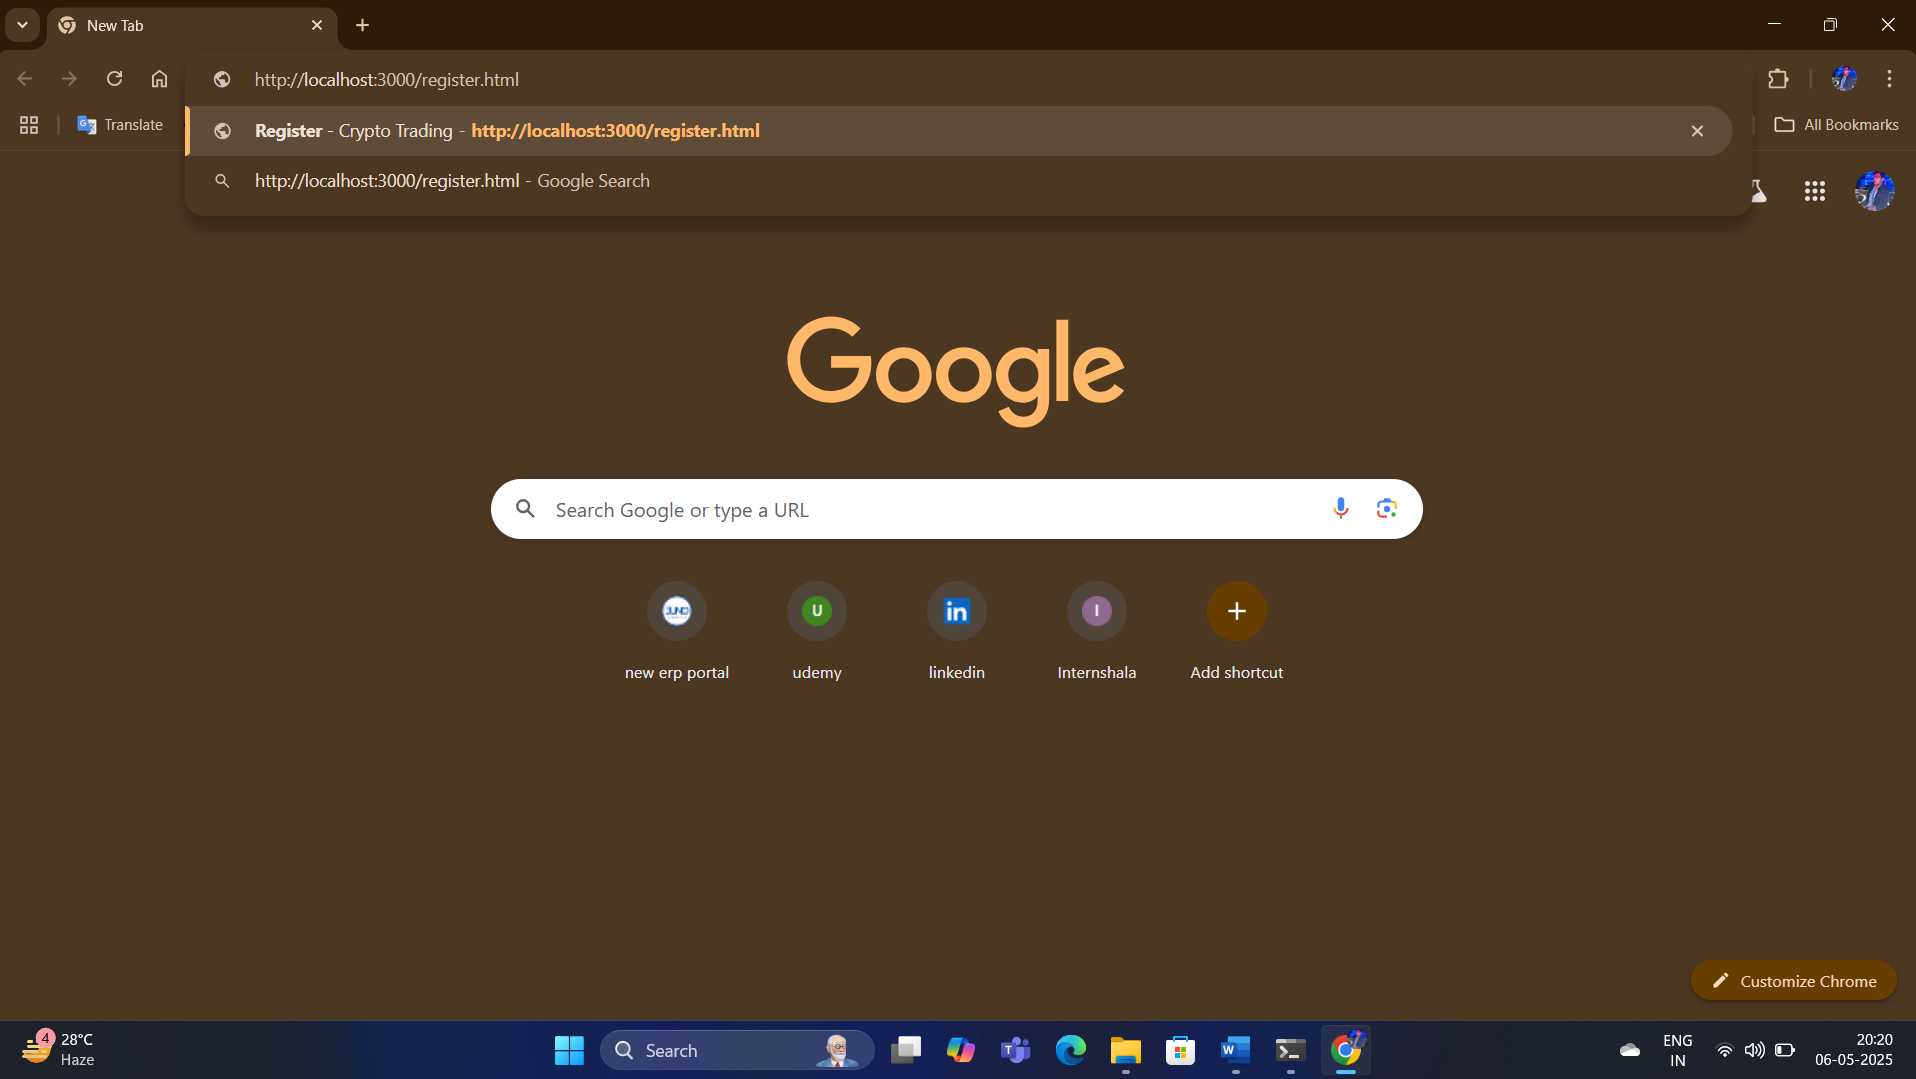 New Tab
http://localhost:3000/register.html
Register - Crypto Trading - http://localhost:3000/register.html
http://localhost:3000/register.html - Google Search
Translate
All Bookmarks
Google
Search Google or type a URL
U
in
I
new erp portal
udemy
linkedin
Internshala
Add shortcut
Customize Chrome
4
28°C
Haze
Search
T
W
ENG
IN
20:20
06-05-2025